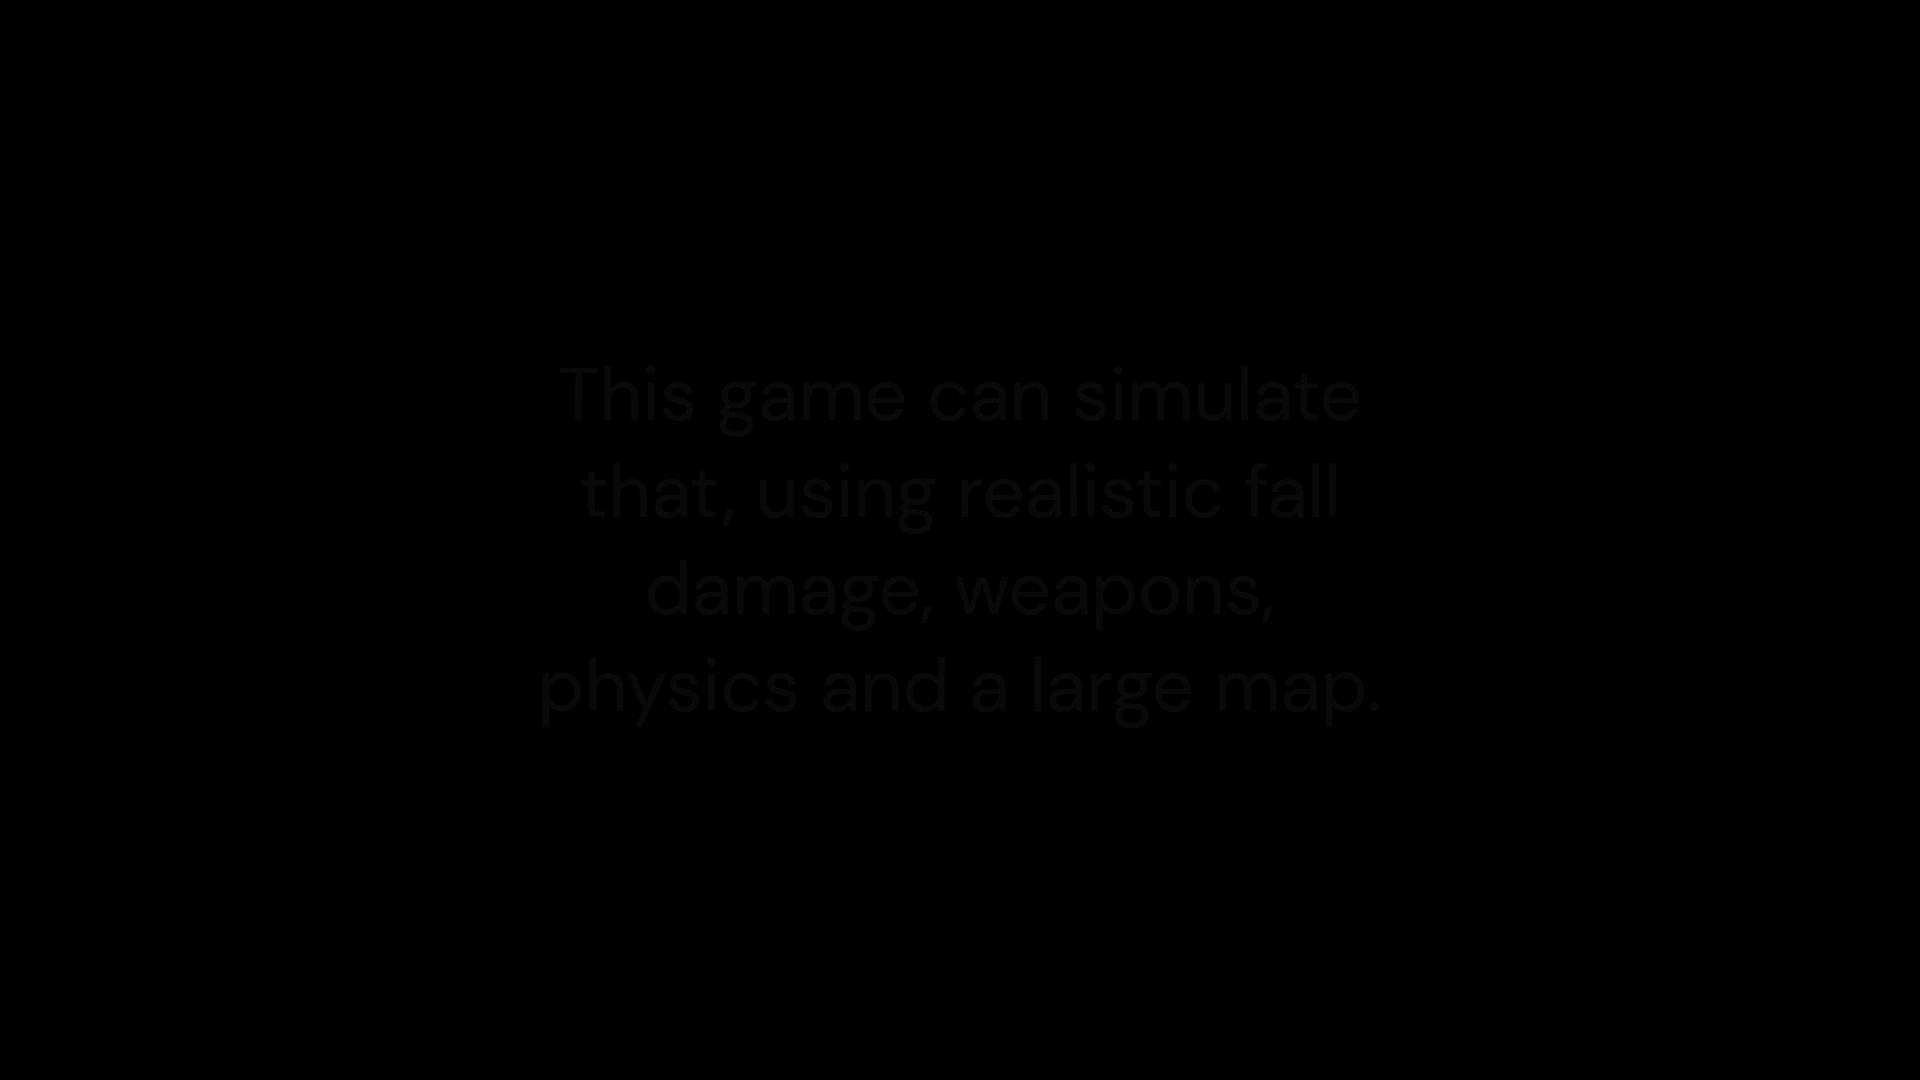 This game can simulate
that, using realistic fall
damage, weapons,
physics and a large map.